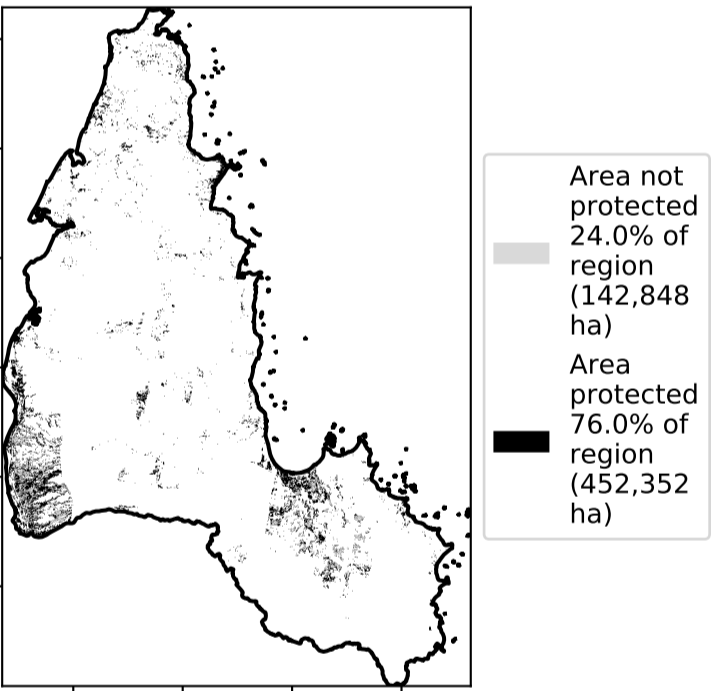 Area not
protected
24.0% of
region
(142,848
ha)
Area
protected
76.0% of
region
(452,352
ha)